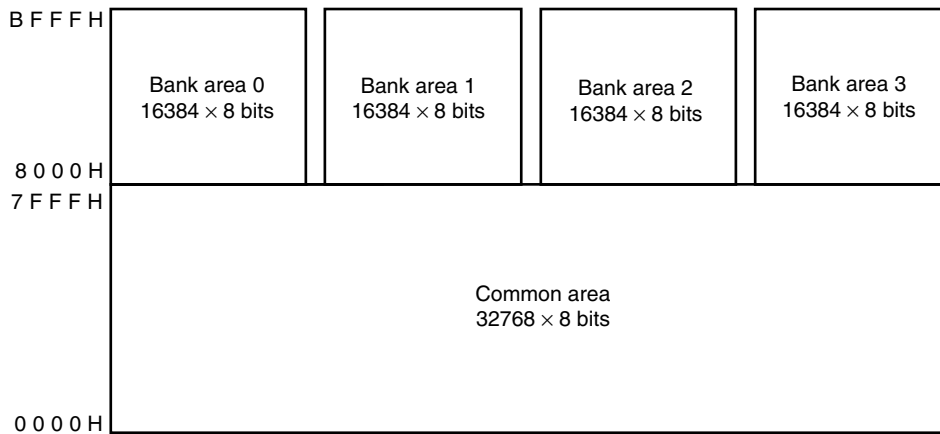 B F F F H
Bank area 0
16384 × 8 bits
Bank area 1
16384 × 8 bits
Bank area 2
16384 × 8 bits
Bank area 3
16384 × 8 bits
8 0 0 0 H
7 F F F H
Common area
32768 × 8 bits
0 0 0 0 H